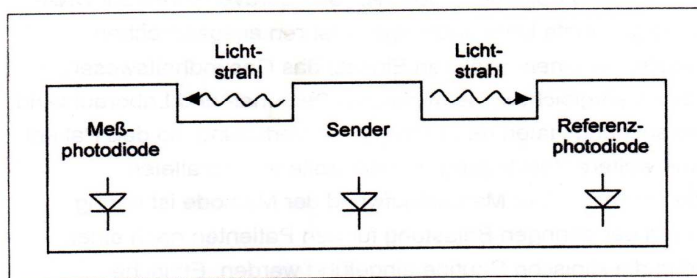 Licht-
strahl
Licht-
strahl
Meß-
photodiode
Sender
Referenz-
photodiode